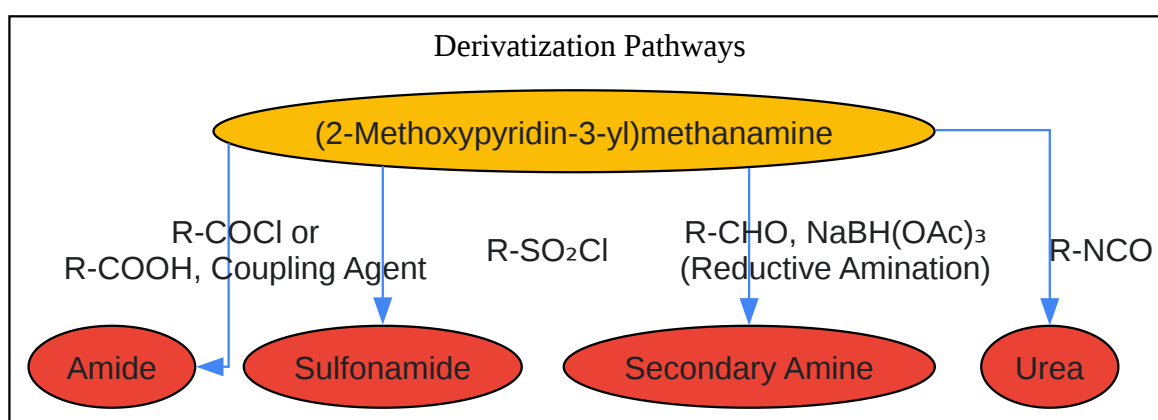 Derivatization Pathways
(2-Methoxypyridin-3-yl)methanamine
R-COCl or
R-COOH, Coupling Agent
R-SO₂Cl
R-CHO, NaBH(OAc)₃
(Reductive Amination)
R-NCO
Amide
Sulfonamide
Secondary Amine
Urea